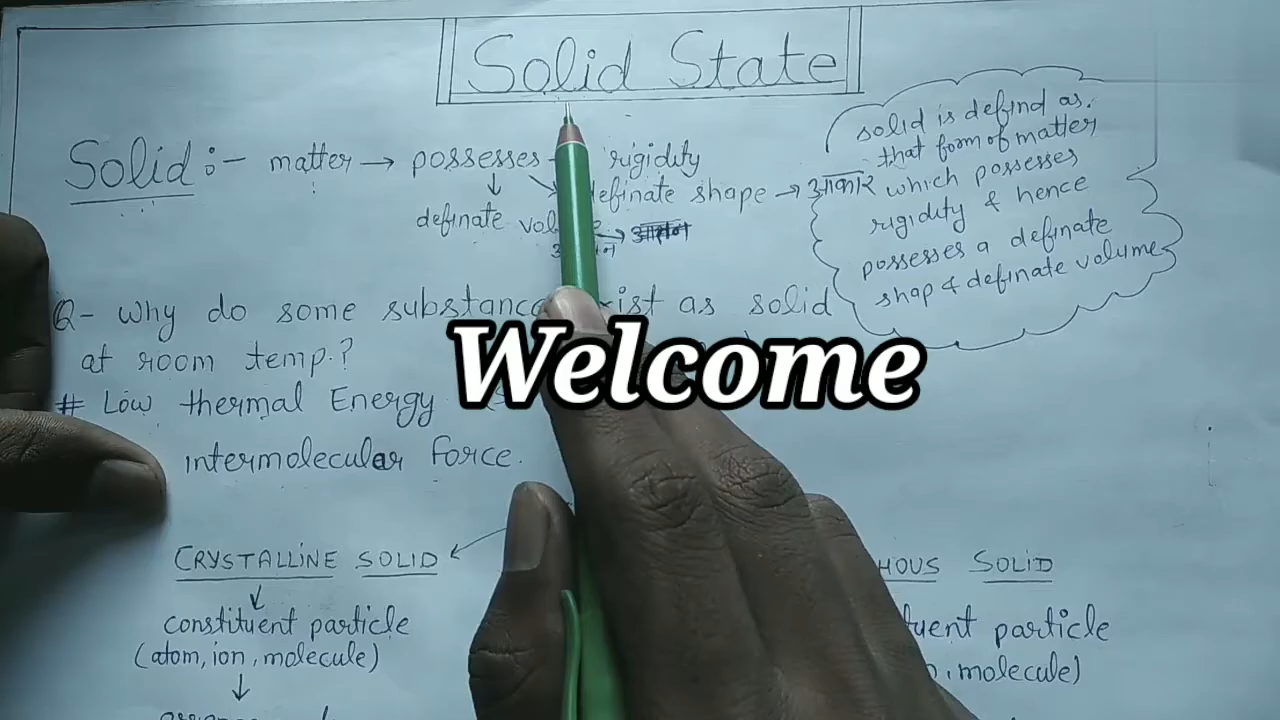 Solid State
Solid :- matter → possesses → rigidity
definate shape → आकार
definate vol
solid is defind as.
that form of matter
which possesses
rigidity & hence
possesses a definate
shap & definate volume
Q- why do some substance exist as solid
at room temp.?
Welcome
# Low thermal Energy
intermolecular Force.
CRYSTALLINE SOLID
constituent particle
(atom, ion, molecule)
HOUS SOLID
tuent particle
, molecule)